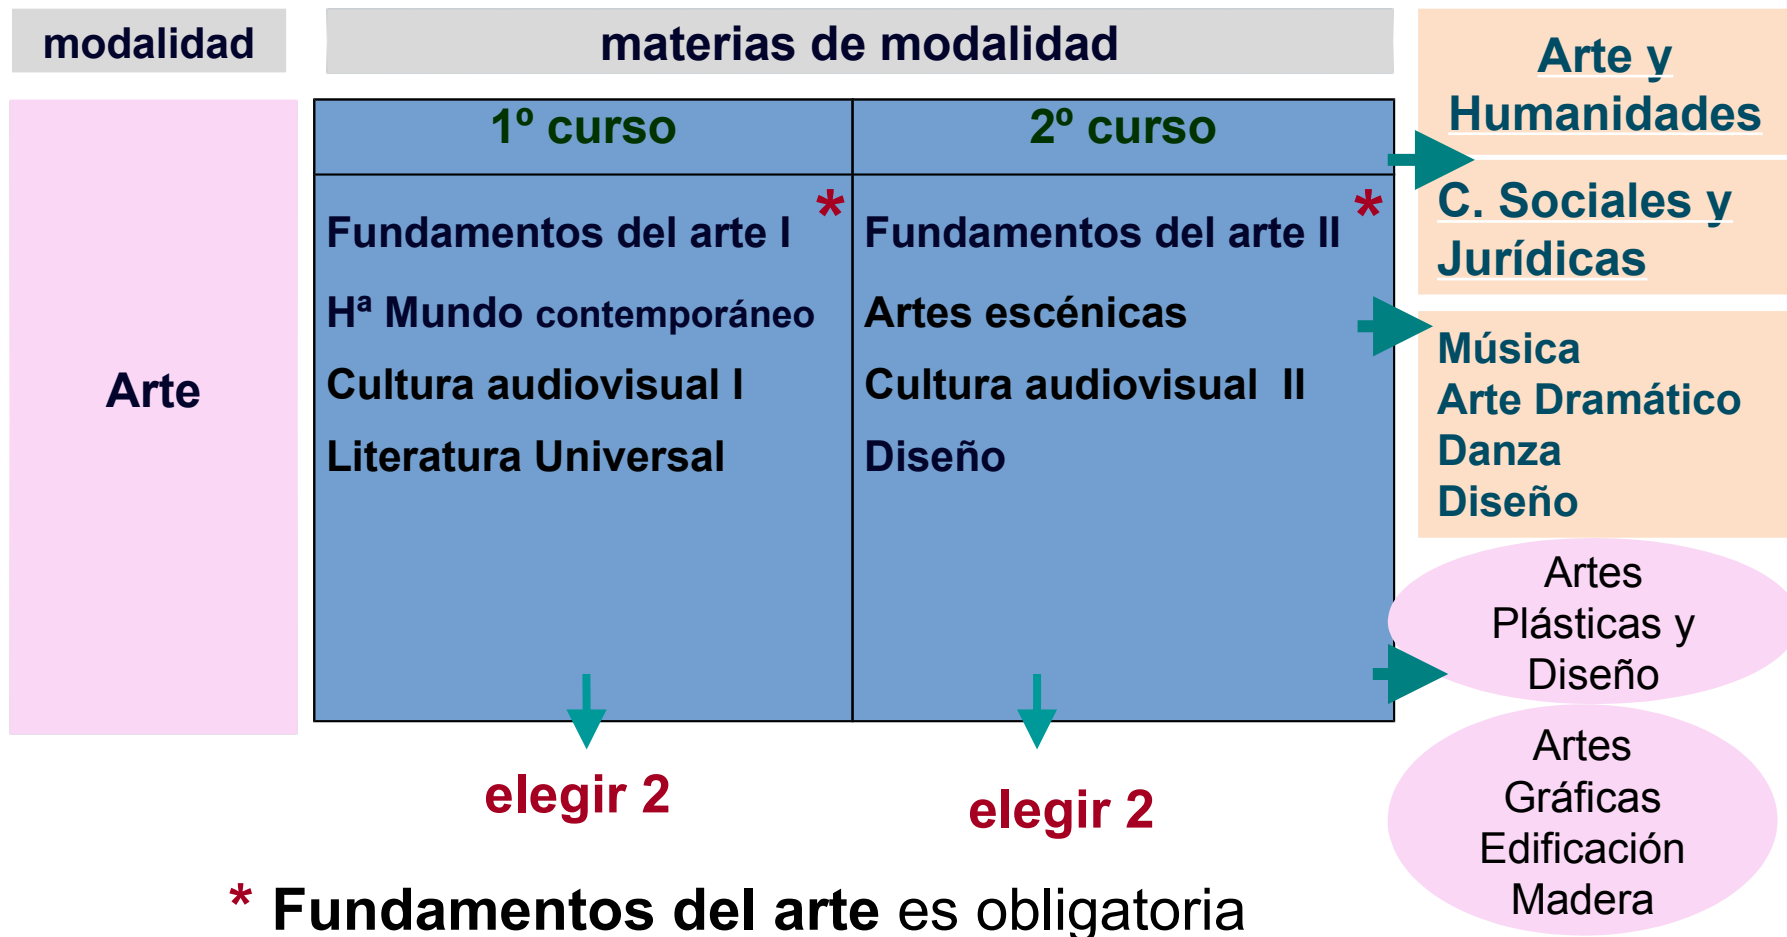 modalidad
materias de modalidad
Arte
1º curso
2º curso
Fundamentos del arte I *
Hª Mundo contemporáneo
Cultura audiovisual I
Literatura Universal
Fundamentos del arte II *
Artes escénicas
Cultura audiovisual II
Diseño
elegir 2
elegir 2
* Fundamentos del arte es obligatoria
Arte y
Humanidades
C. Sociales y
Jurídicas
Música
Arte Dramático
Danza
Diseño
Artes
Plásticas y
Diseño
Artes
Gráficas
Edificación
Madera